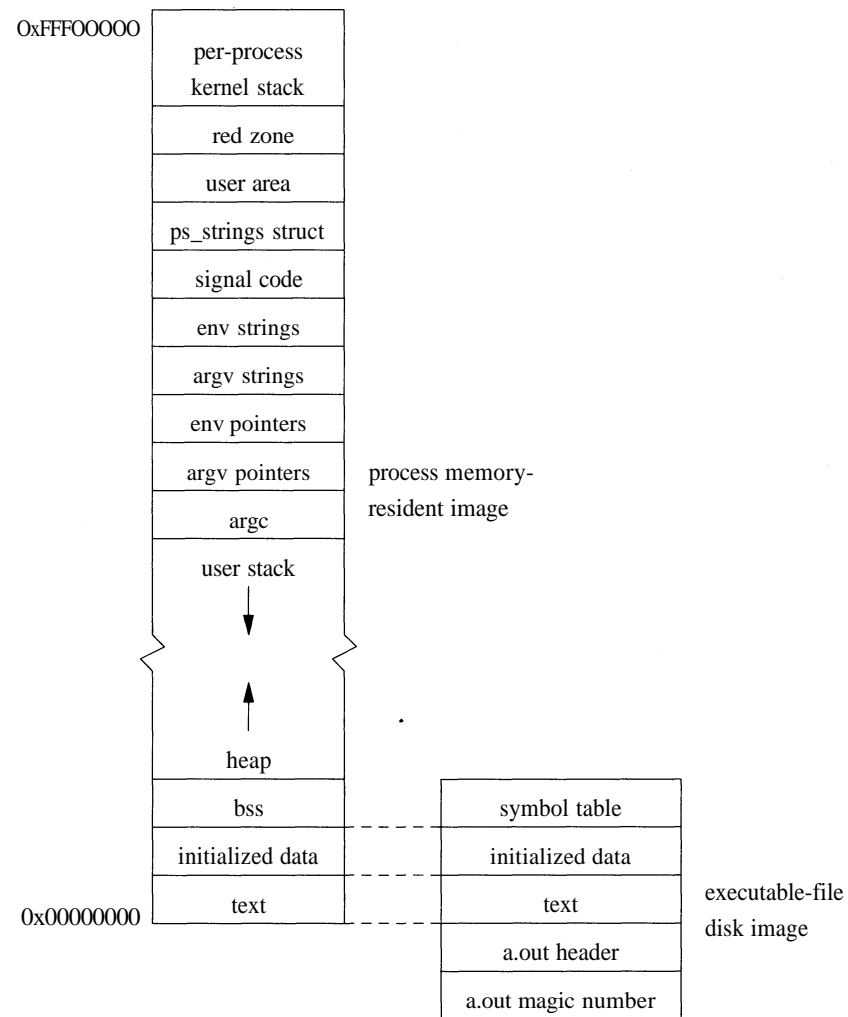 0xFFF00000
per-process
kernel stack
red zone
user area
ps_strings struct
signal code
env strings
argv strings
env pointers
argv pointers
argc
process memory-
resident image
user stack
heap
bss
initialized data
text
0x00000000
symbol table
initialized data
text
a.out header
a.out magic number
executable-file
disk image